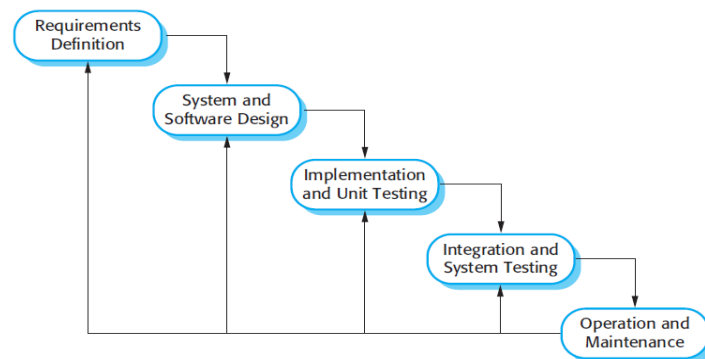 Requirements
Definition
System and
Software Design
Implementation
and Unit Testing
Integration and
System Testing
Operation and
Maintenance